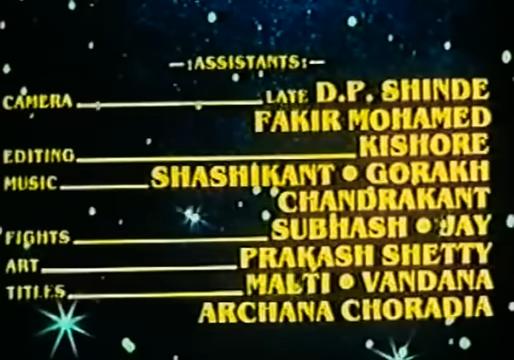 —:ASSISTANTS:—
CAMERA LATE D.P. SHINDE
FAKIR MOHAMED
EDITING KISHORE
MUSIC SHASHIKANT • GORAKH
CHANDRAKANT
FIGHTS SUBHASH • JAY
ART PRAKASH SHETTY
TITLES MALTI • VANDANA
ARCHANA CHORADIA